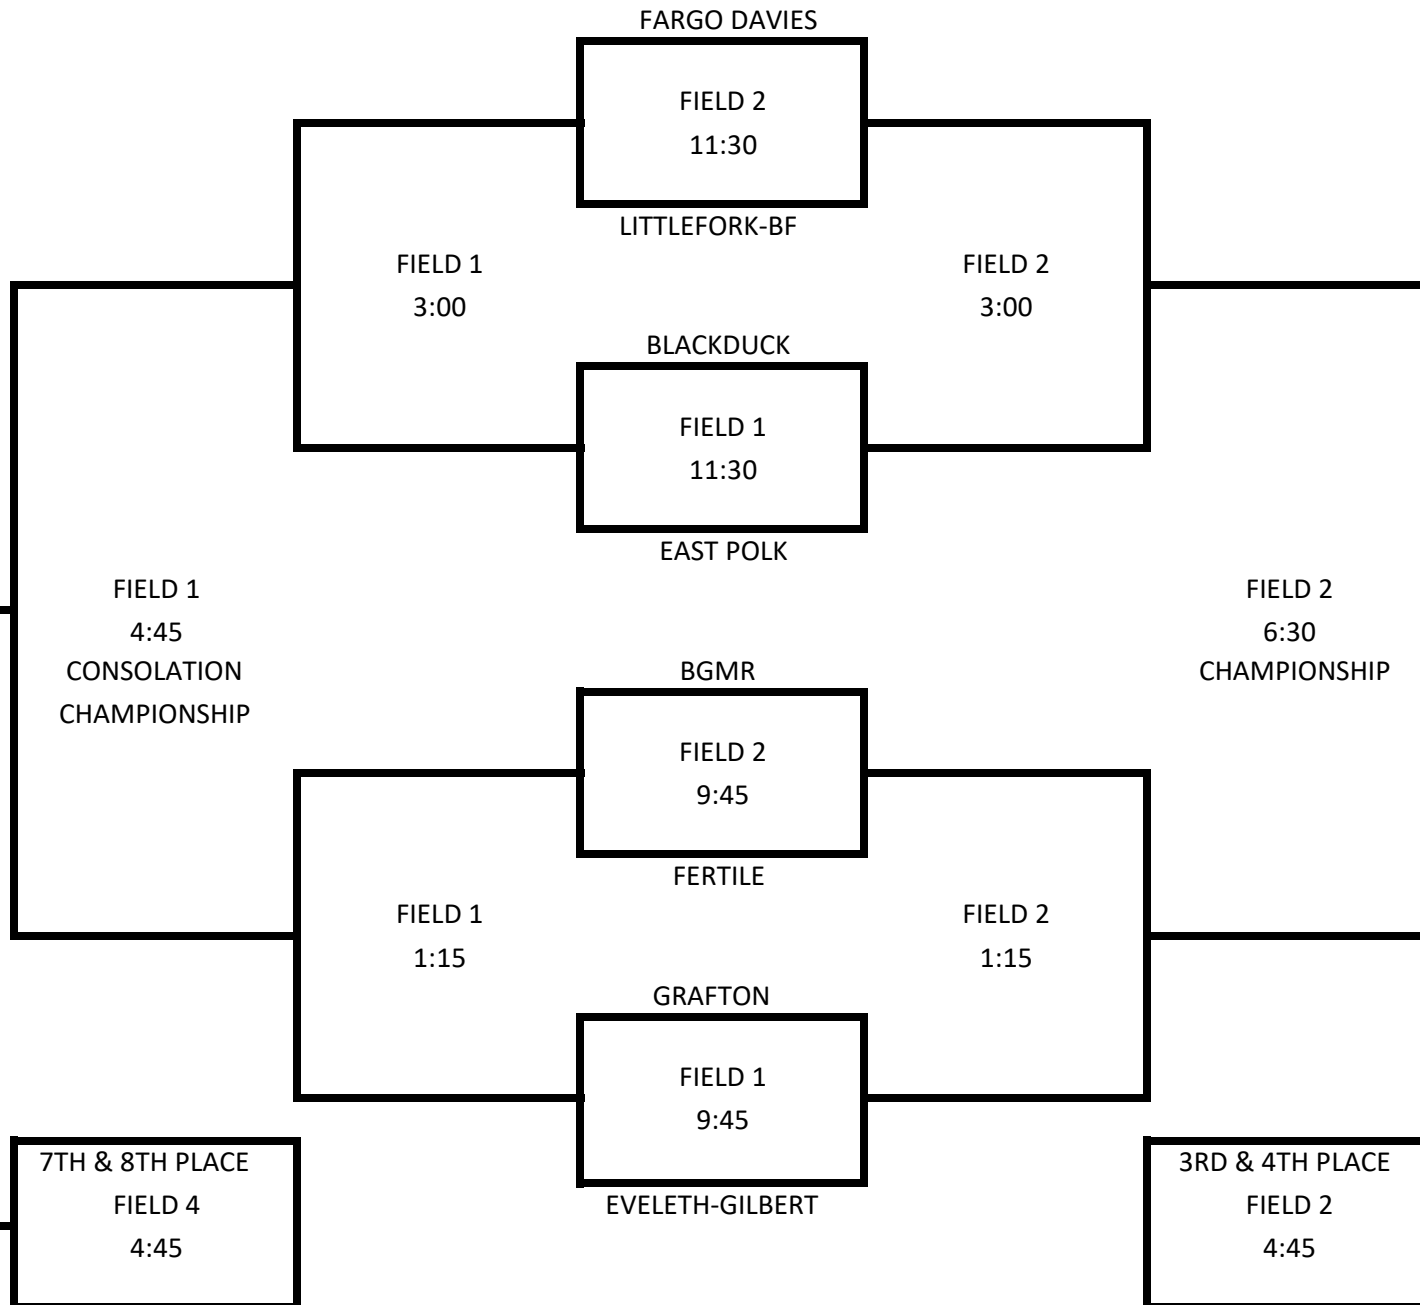 FARGO DAVIES
FIELD 2
11:30
LITTLEFORK-BF
FIELD 1
3:00
FIELD 2
3:00
BLACKDUCK
FIELD 1
11:30
EAST POLK
FIELD 1
4:45
CONSOLATION
CHAMPIONSHIP
FIELD 2
6:30
CHAMPIONSHIP
BGMR
FIELD 2
9:45
FERTILE
FIELD 1
1:15
FIELD 2
1:15
GRAFTON
FIELD 1
9:45
EVELETH-GILBERT
7TH & 8TH PLACE
FIELD 4
4:45
3RD & 4TH PLACE
FIELD 2
4:45